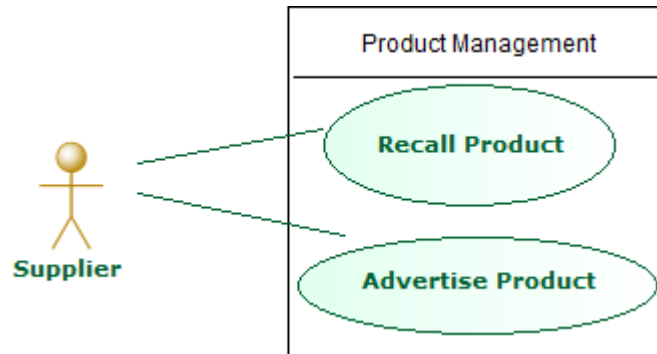 Product Management
Recall Product
Supplier
Advertise Product